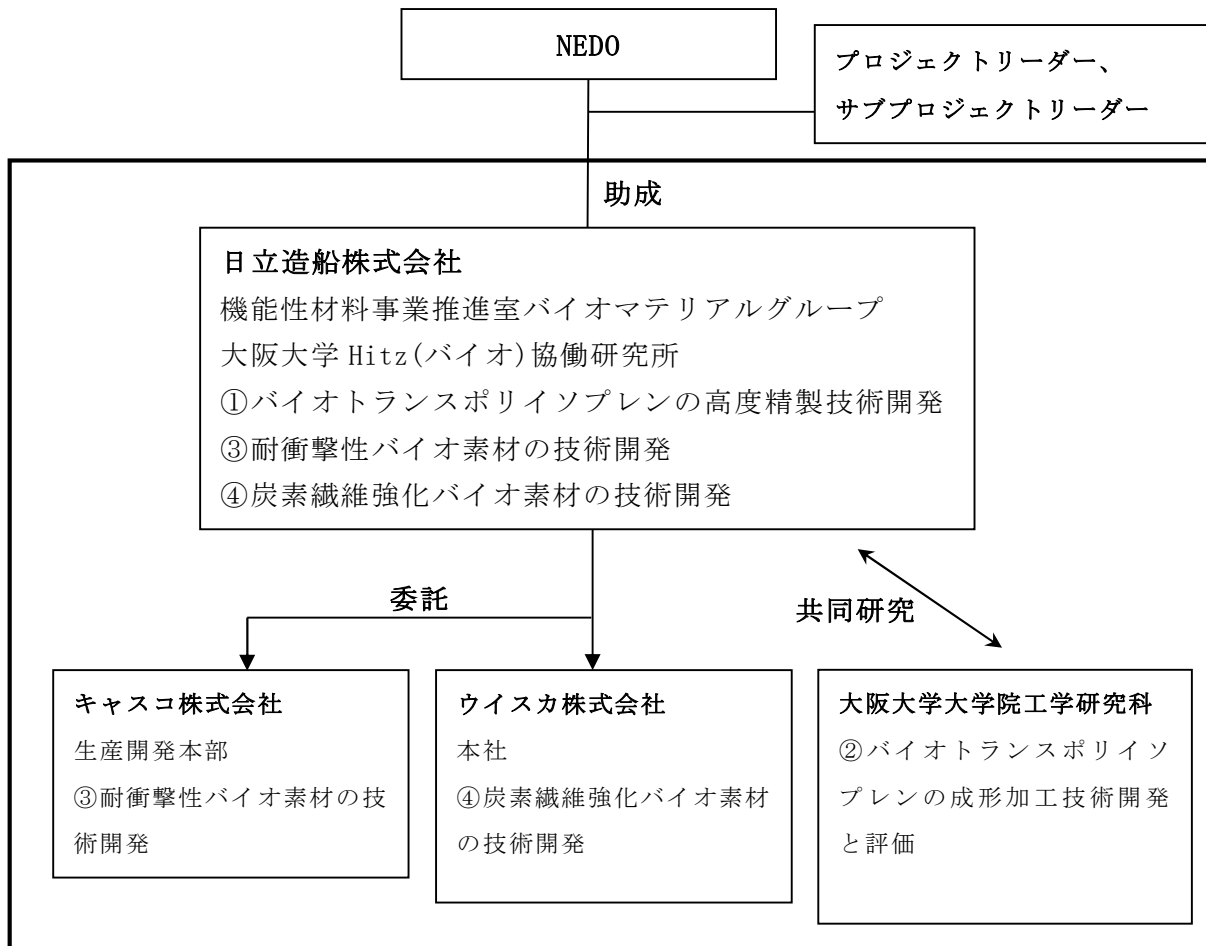 NEDO
プロジェクトリーダー、
サブプロジェクトリーダー
助成
日立造船株式会社
機能性材料事業推進室バイオマテリアルグループ
大阪大学 Hitz(バイオ)協働研究所
①バイオトランスポリイソプレンの高度精製技術開発
③耐衝撃性バイオ素材の技術開発
④炭素繊維強化バイオ素材の技術開発
委託
共同研究
キャスコ株式会社
生産開発本部
③耐衝撃性バイオ素材の技
術開発
ウイスカ株式会社
本社
④炭素繊維強化バイオ素材
の技術開発
大阪大学大学院工学研究科
②バイオトランスポリイソ
プレンの成形加工技術開発
と評価